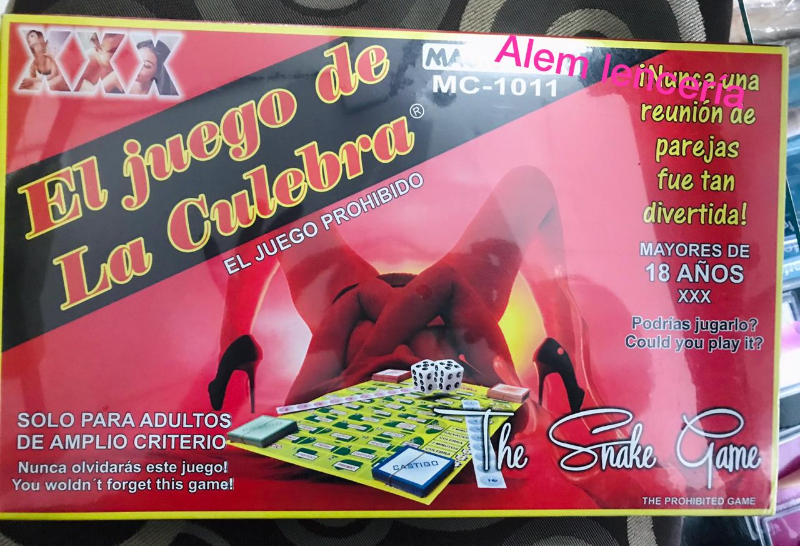 XXX
El juego de
La Culebra®
EL JUEGO PROHIBIDO
MC-1011
Alem lenceria
¡Nunca una
reunión de
parejas
fue tan
divertida!
MAYORES DE
18 AÑOS
XXX
Podrías jugarlo?
Could you play it?
SOLO PARA ADULTOS
DE AMPLIO CRITERIO
Nunca olvidarás este juego!
You woldn´t forget this game!
CASTIGO
The Snake Game
THE PROHIBITED GAME